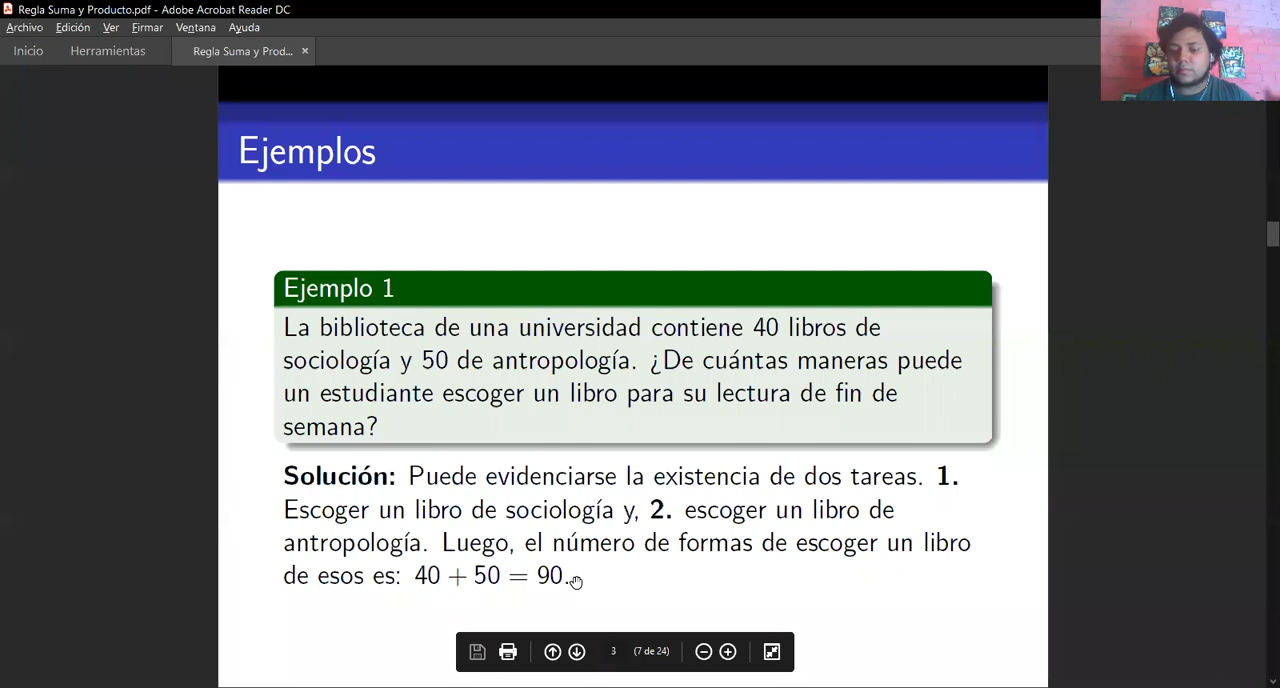 Regla Suma y Producto.pdf - Adobe Acrobat Reader DC
Archivo Edición Ver Firmar Ventana Ayuda
Inicio Herramientas Regla Suma y Prod... ×
Ejemplos
Ejemplo 1
La biblioteca de una universidad contiene 40 libros de
sociología y 50 de antropología. ¿De cuántas maneras puede
un estudiante escoger un libro para su lectura de fin de
semana?
Solución: Puede evidenciarse la existencia de dos tareas. 1.
Escoger un libro de sociología y, 2. escoger un libro de
antropología. Luego, el número de formas de escoger un libro
de esos es: 40 + 50 = 90.
3 (7 de 24)